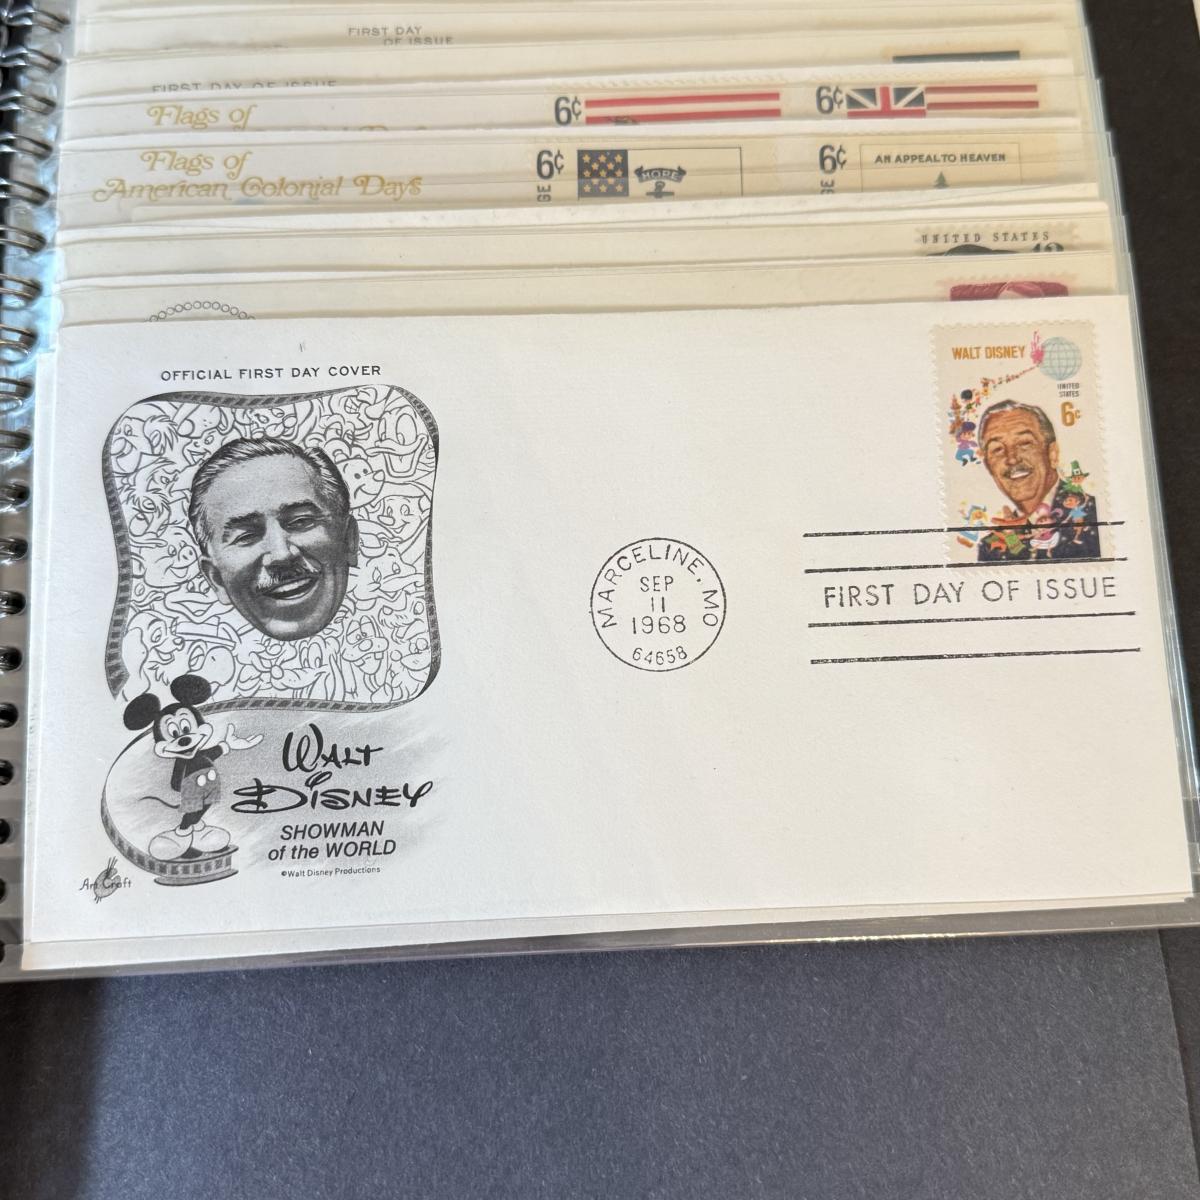 FIRST DAY
OF ISSUE
FIRST DAY OF ISSUE
Flags of
6¢
6¢
Flags of
American Colonial Days
6¢
HOPE
6¢
AN APPEAL TO HEAVEN
UNITED STATES
OFFICIAL FIRST DAY COVER
WALT DISNEY
UNITED
STATES
6¢
MARCELINE, MO
SEP
11
1968
64658
FIRST DAY OF ISSUE
WALT
DISNEY
SHOWMAN
of the WORLD
©Walt Disney Productions
Art Craft